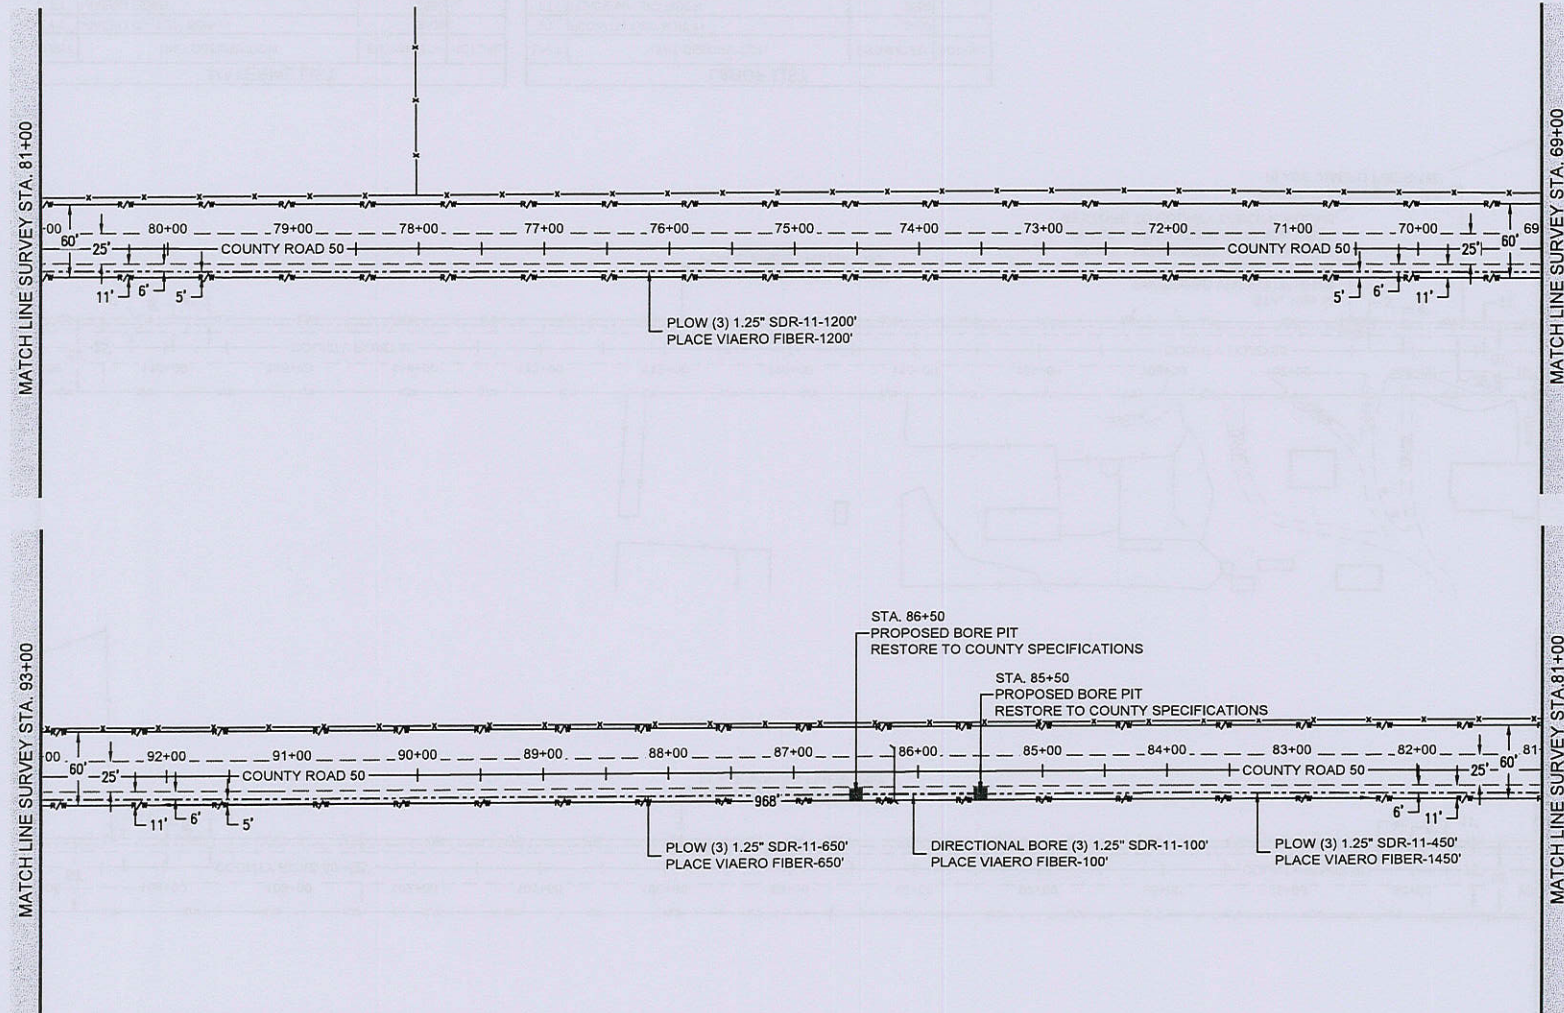 MATCH LINE SURVEY STA. 81+00
MATCH LINE SURVEY STA. 69+00
-00 80+00 79+00 78+00 77+00 76+00 75+00 74+00 73+00 72+00 71+00 70+00 69
60' 25' COUNTY ROAD 50 COUNTY ROAD 50 25' 60'
11' 6' 5' 5' 6' 11'
R/W R/W R/W R/W R/W R/W R/W R/W R/W R/W R/W R/W
PLOW (3) 1.25" SDR-11-1200'
PLACE VIAERO FIBER-1200'
MATCH LINE SURVEY STA. 93+00
MATCH LINE SURVEY STA.81+00
STA. 86+50
PROPOSED BORE PIT
RESTORE TO COUNTY SPECIFICATIONS
STA. 85+50
PROPOSED BORE PIT
RESTORE TO COUNTY SPECIFICATIONS
-00 92+00 91+00 90+00 89+00 88+00 87+00 86+00 85+00 84+00 83+00 82+00 81-
60' 25' COUNTY ROAD 50 COUNTY ROAD 50 25' 60'
968'
11' 6' 5' 6' 11'
PLOW (3) 1.25" SDR-11-650'
PLACE VIAERO FIBER-650'
DIRECTIONAL BORE (3) 1.25" SDR-11-100'
PLACE VIAERO FIBER-100'
PLOW (3) 1.25" SDR-11-450'
PLACE VIAERO FIBER-1450'